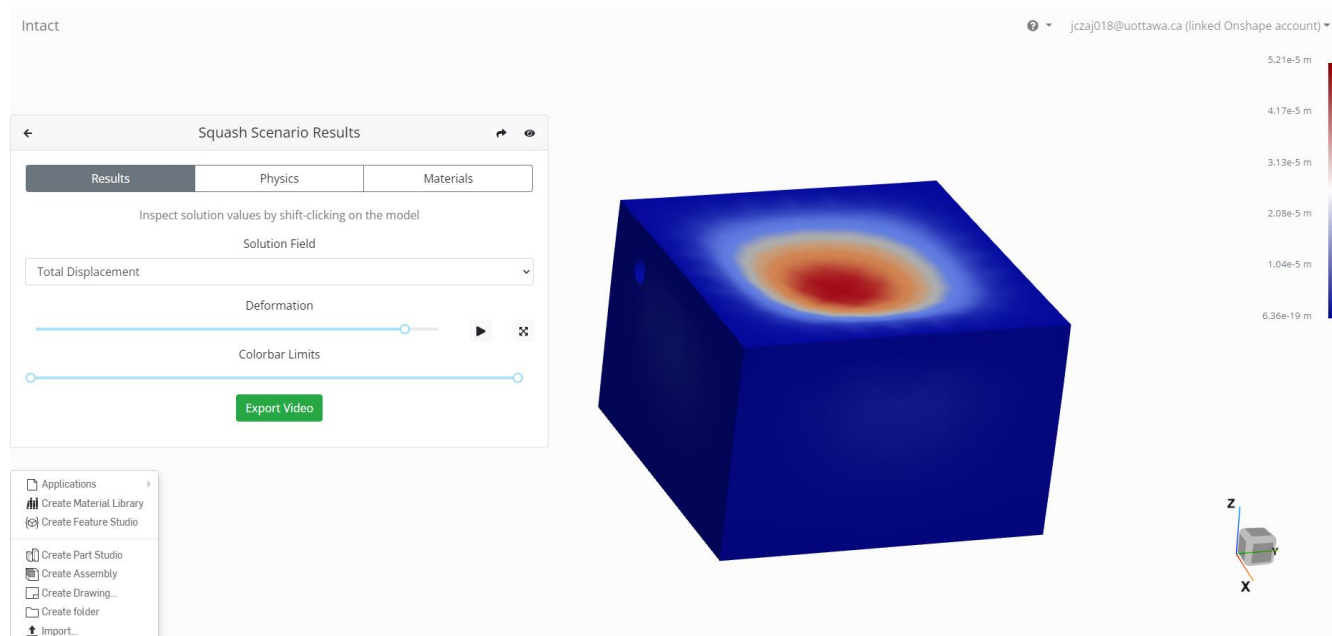 Intact
jczaj018@uottawa.ca (linked Onshape account)
5.21e-5 m
4.17e-5 m
3.13e-5 m
2.08e-5 m
1.04e-5 m
6.36e-19 m
Squash Scenario Results
Results Physics Materials
Inspect solution values by shift-clicking on the model
Solution Field
Total Displacement
Deformation
Colorbar Limits
Export Video
Applications
Create Material Library
Create Feature Studio
Create Part Studio
Create Assembly
Create Drawing...
Create folder
Import...
Z
Y
X